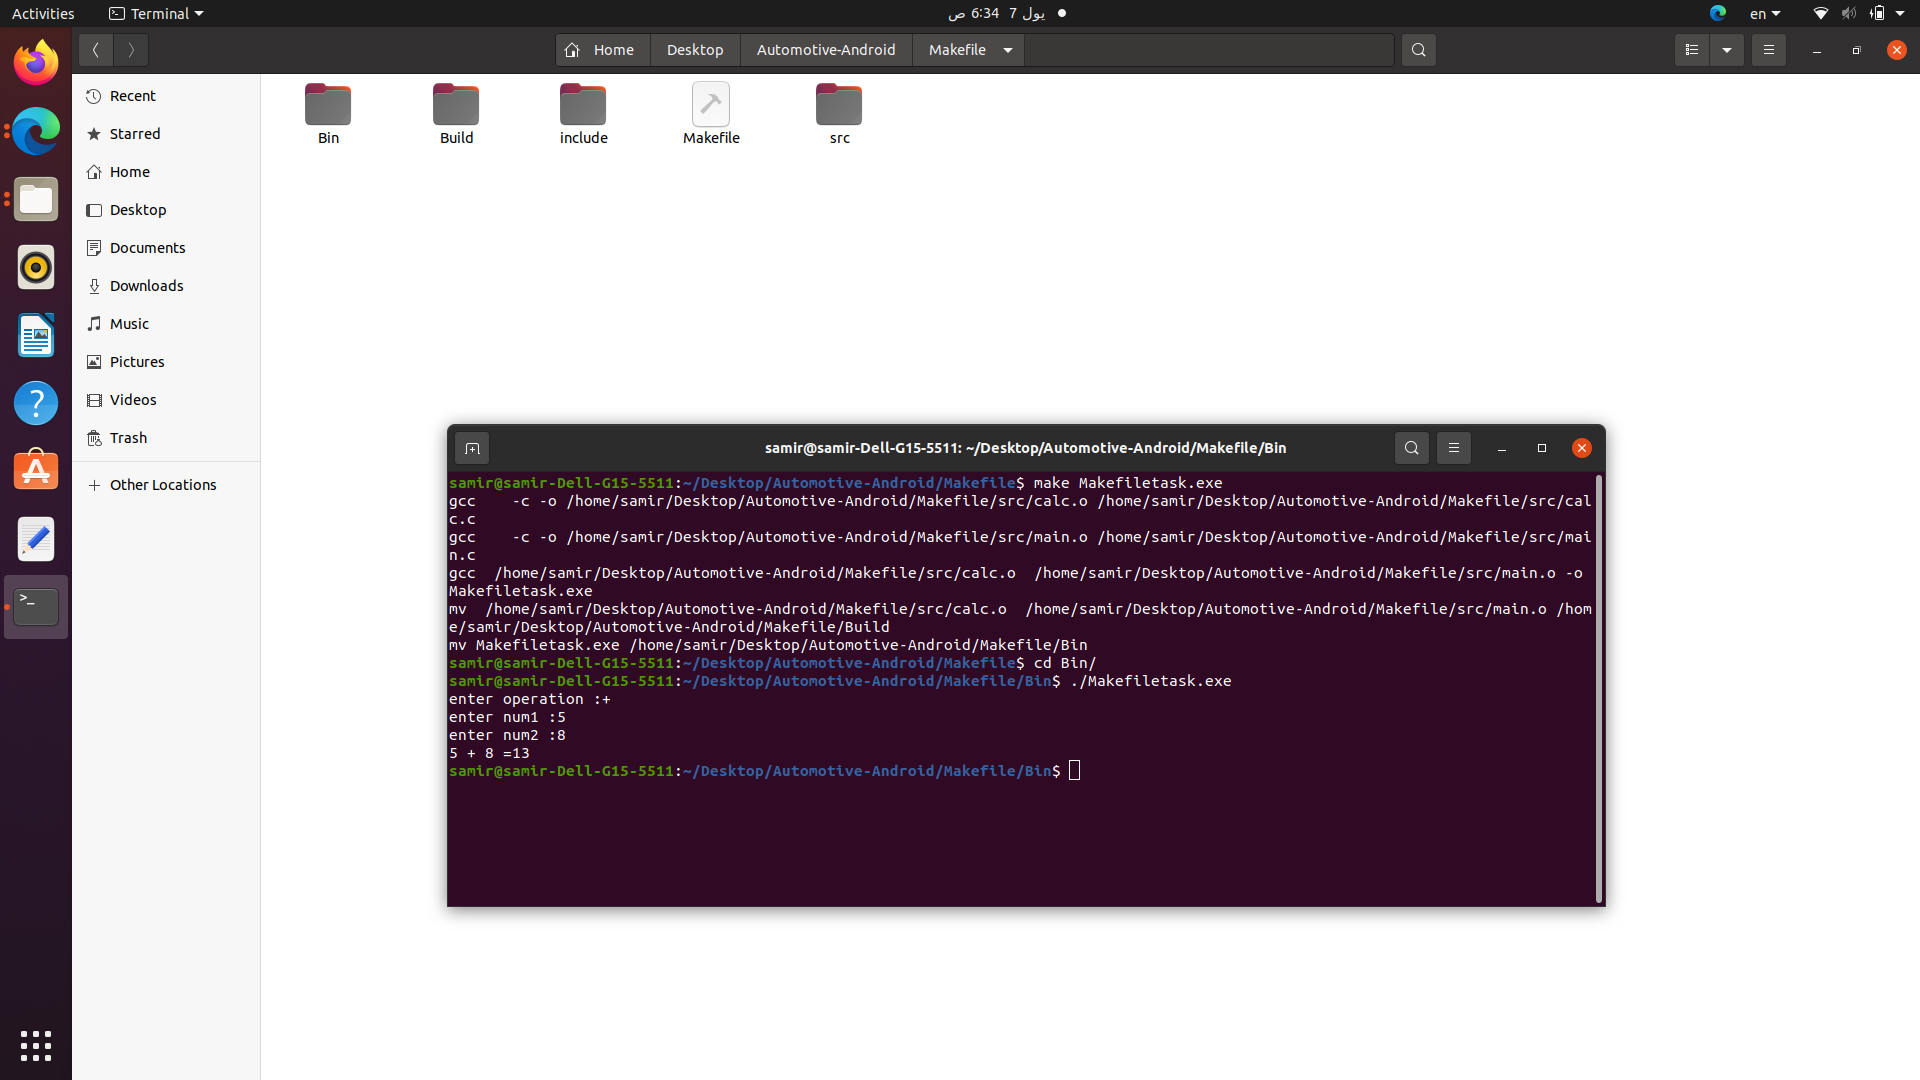 Activities
Terminal
يول 7  6:34 ص
en
Home
Desktop
Automotive-Android
Makefile
Recent
Starred
Home
Desktop
Documents
Downloads
Music
Pictures
Videos
Trash
Other Locations
Bin
Build
include
Makefile
src
samir@samir-Dell-G15-5511: ~/Desktop/Automotive-Android/Makefile/Bin
samir@samir-Dell-G15-5511:~/Desktop/Automotive-Android/Makefile$ make Makefiletask.exe
gcc    -c -o /home/samir/Desktop/Automotive-Android/Makefile/src/calc.o /home/samir/Desktop/Automotive-Android/Makefile/src/cal
c.c
gcc    -c -o /home/samir/Desktop/Automotive-Android/Makefile/src/main.o /home/samir/Desktop/Automotive-Android/Makefile/src/mai
n.c
gcc  /home/samir/Desktop/Automotive-Android/Makefile/src/calc.o  /home/samir/Desktop/Automotive-Android/Makefile/src/main.o -o
Makefiletask.exe
mv  /home/samir/Desktop/Automotive-Android/Makefile/src/calc.o  /home/samir/Desktop/Automotive-Android/Makefile/src/main.o /hom
e/samir/Desktop/Automotive-Android/Makefile/Build
mv Makefiletask.exe /home/samir/Desktop/Automotive-Android/Makefile/Bin
samir@samir-Dell-G15-5511:~/Desktop/Automotive-Android/Makefile$ cd Bin/
samir@samir-Dell-G15-5511:~/Desktop/Automotive-Android/Makefile/Bin$ ./Makefiletask.exe
enter operation :+
enter num1 :5
enter num2 :8
5 + 8 =13
samir@samir-Dell-G15-5511:~/Desktop/Automotive-Android/Makefile/Bin$